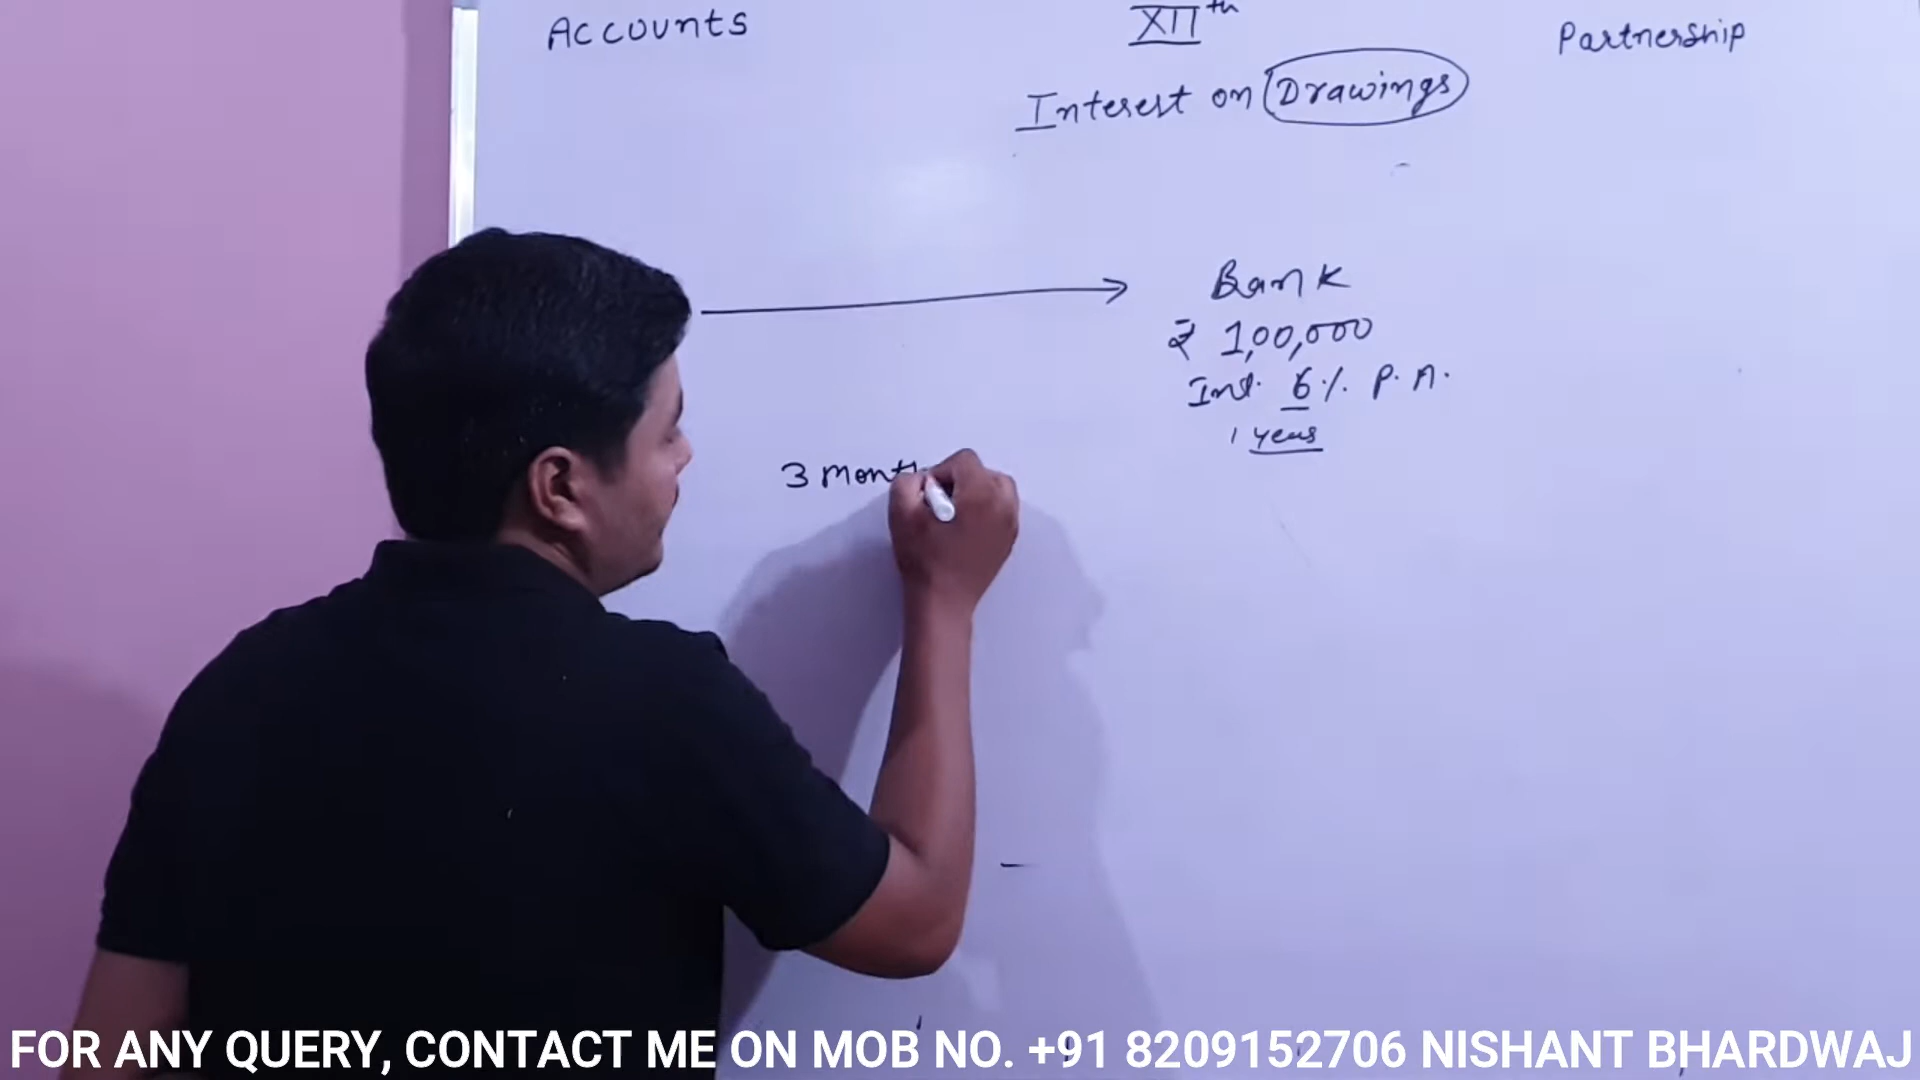 Accounts XIIth Partnership
Interest on Drawings
Bank
₹ 1,00,000
Int. 6% P.A.
1 year
3 Month
FOR ANY QUERY, CONTACT ME ON MOB NO. +91 8209152706 NISHANT BHARDWAJ